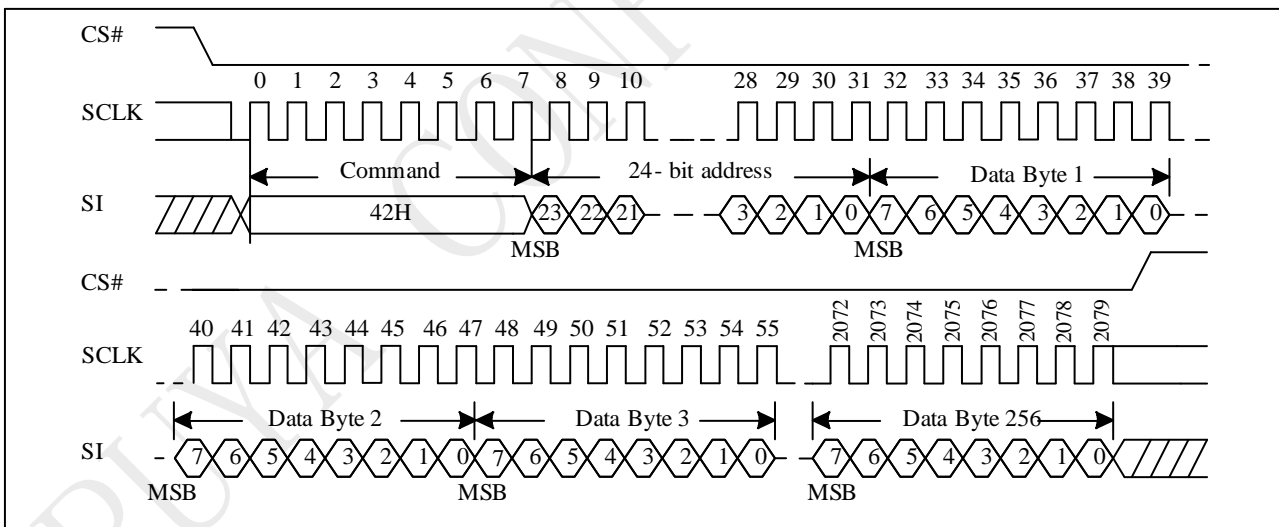 CS#
0 1 2 3 4 5 6 7 8 9 10 28 29 30 31 32 33 34 35 36 37 38 39
SCLK
Command 24- bit address Data Byte 1
SI 42H 23 22 21 3 2 1 0 7 6 5 4 3 2 1 0
MSB MSB
CS#
40 41 42 43 44 45 46 47 48 49 50 51 52 53 54 55 2072 2073 2074 2075 2076 2077 2078 2079
SCLK
Data Byte 2 Data Byte 3 Data Byte 256
SI 7 6 5 4 3 2 1 0 7 6 5 4 3 2 1 0 7 6 5 4 3 2 1 0
MSB MSB MSB
PUYA CONF